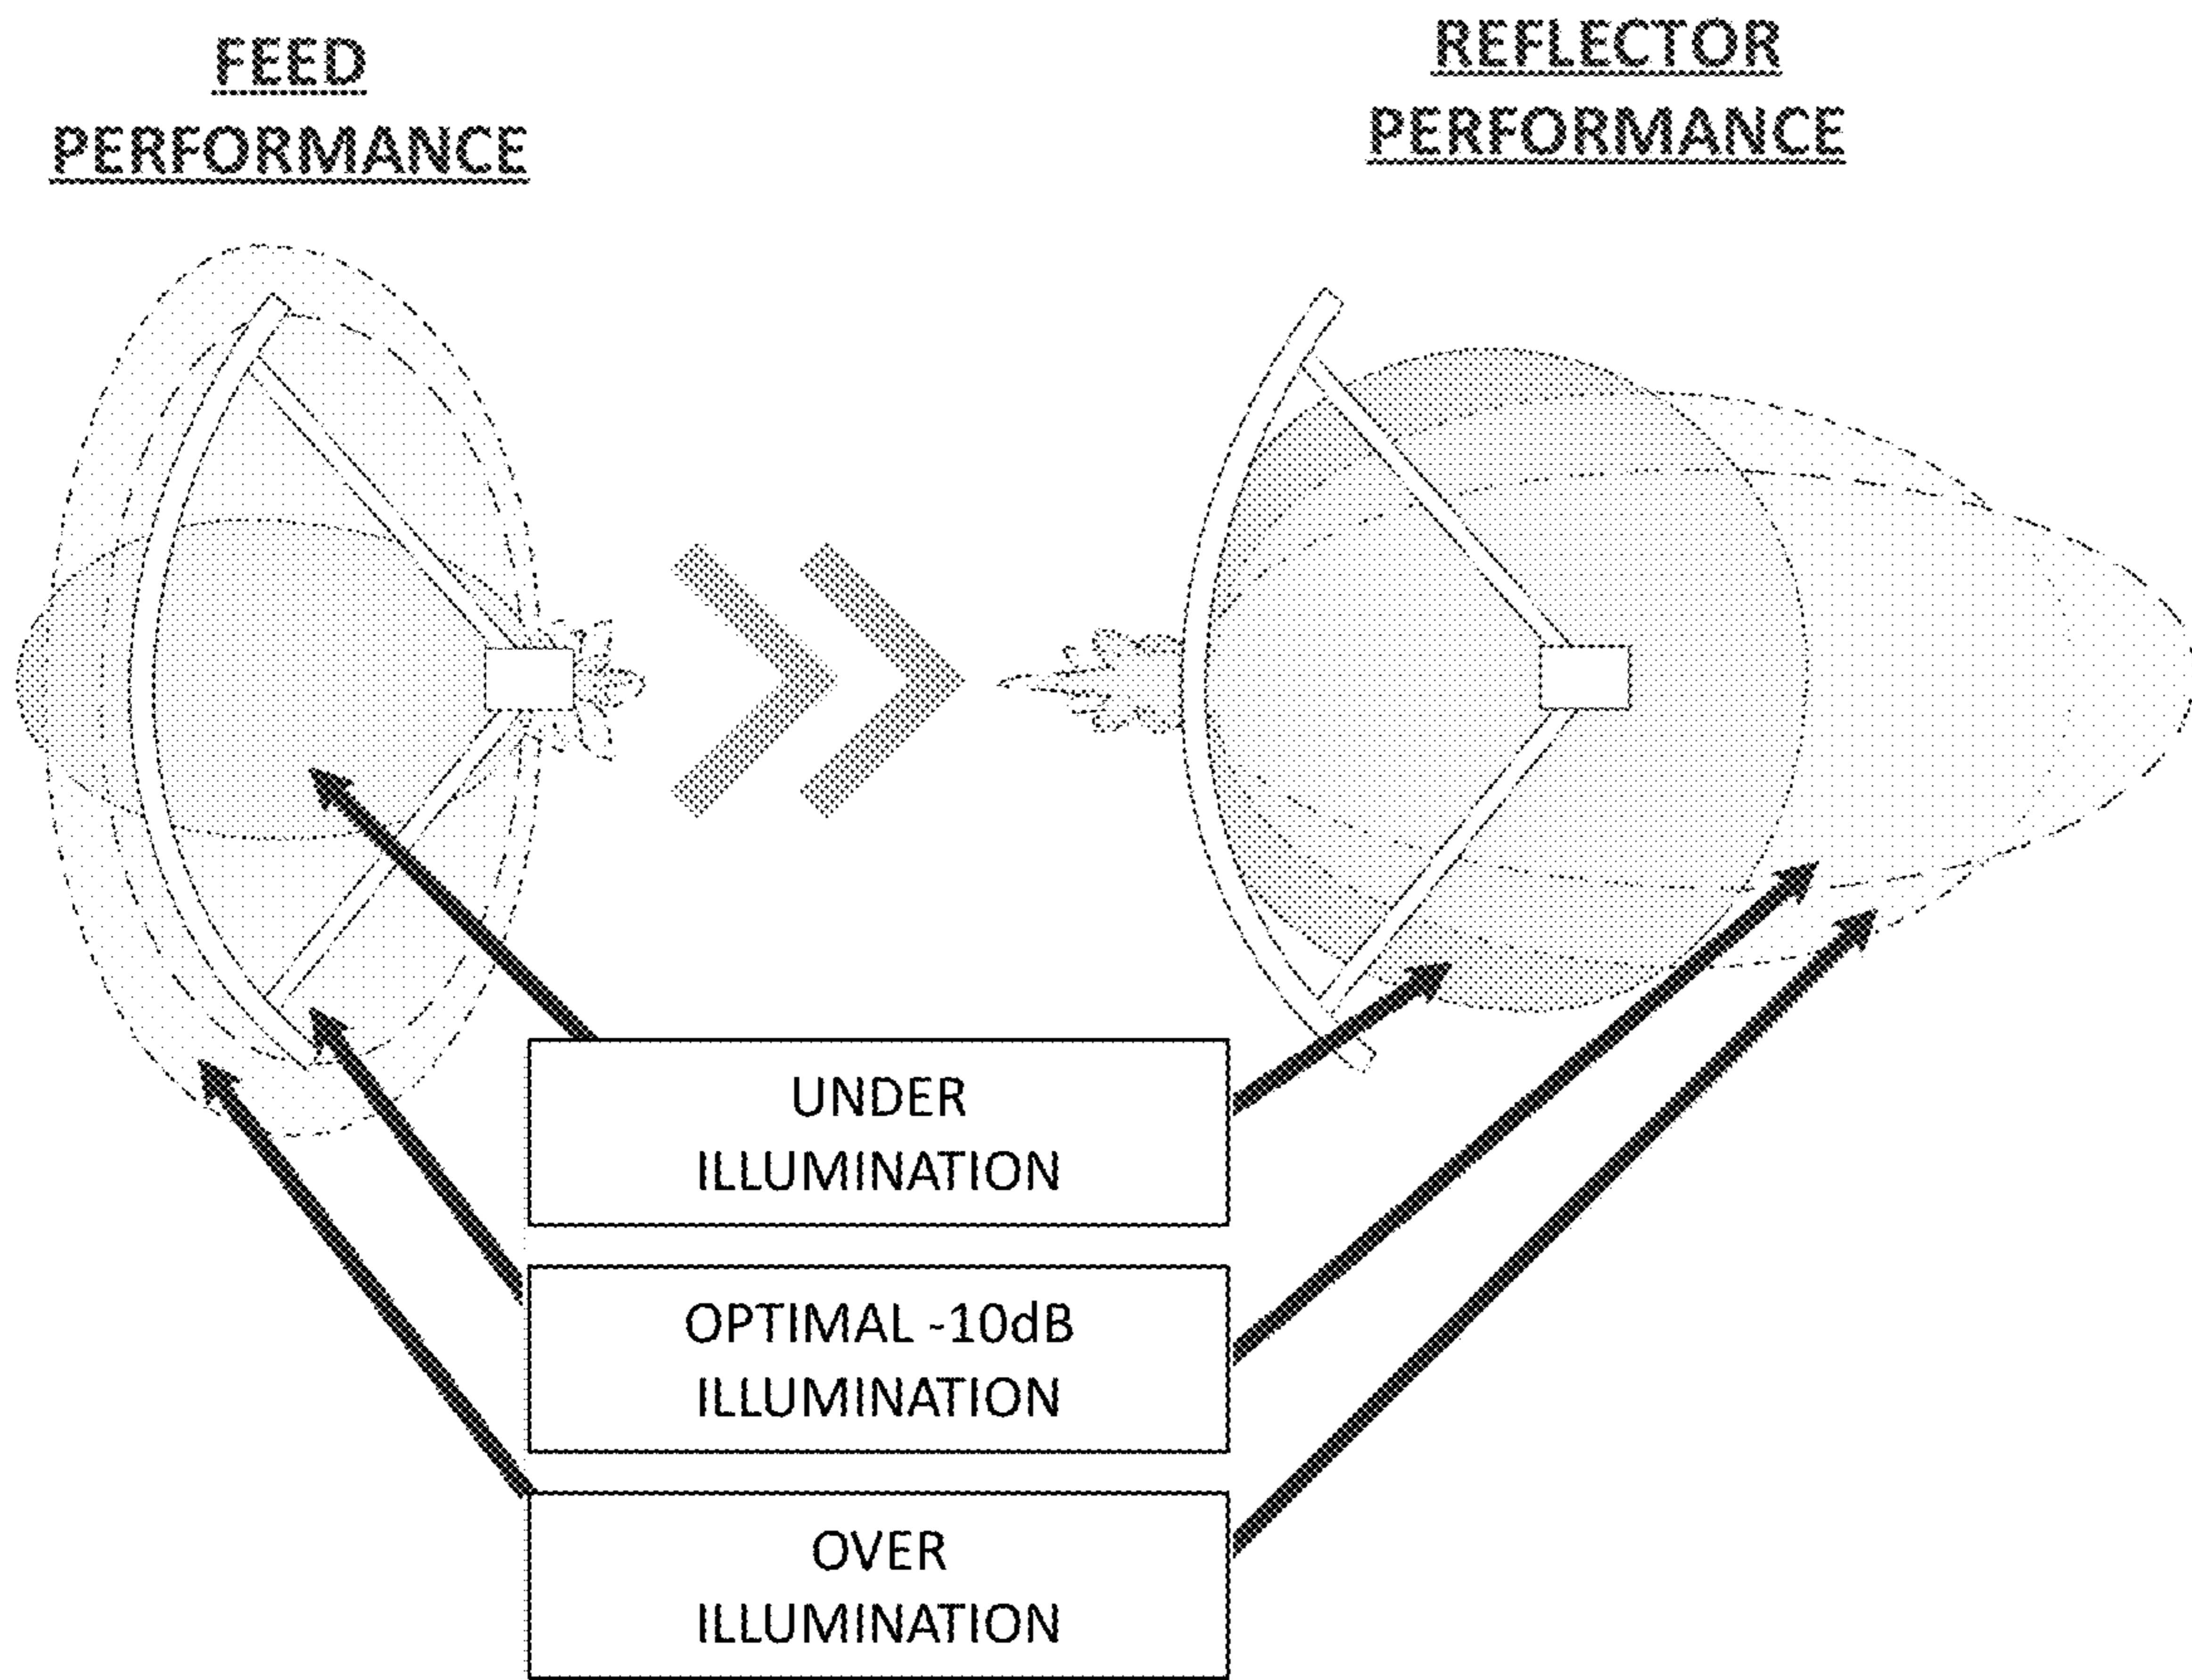 FEED
PERFORMANCE
REFLECTOR
PERFORMANCE
UNDER
ILLUMINATION
OPTIMAL -10dB
ILLUMINATION
OVER
ILLUMINATION